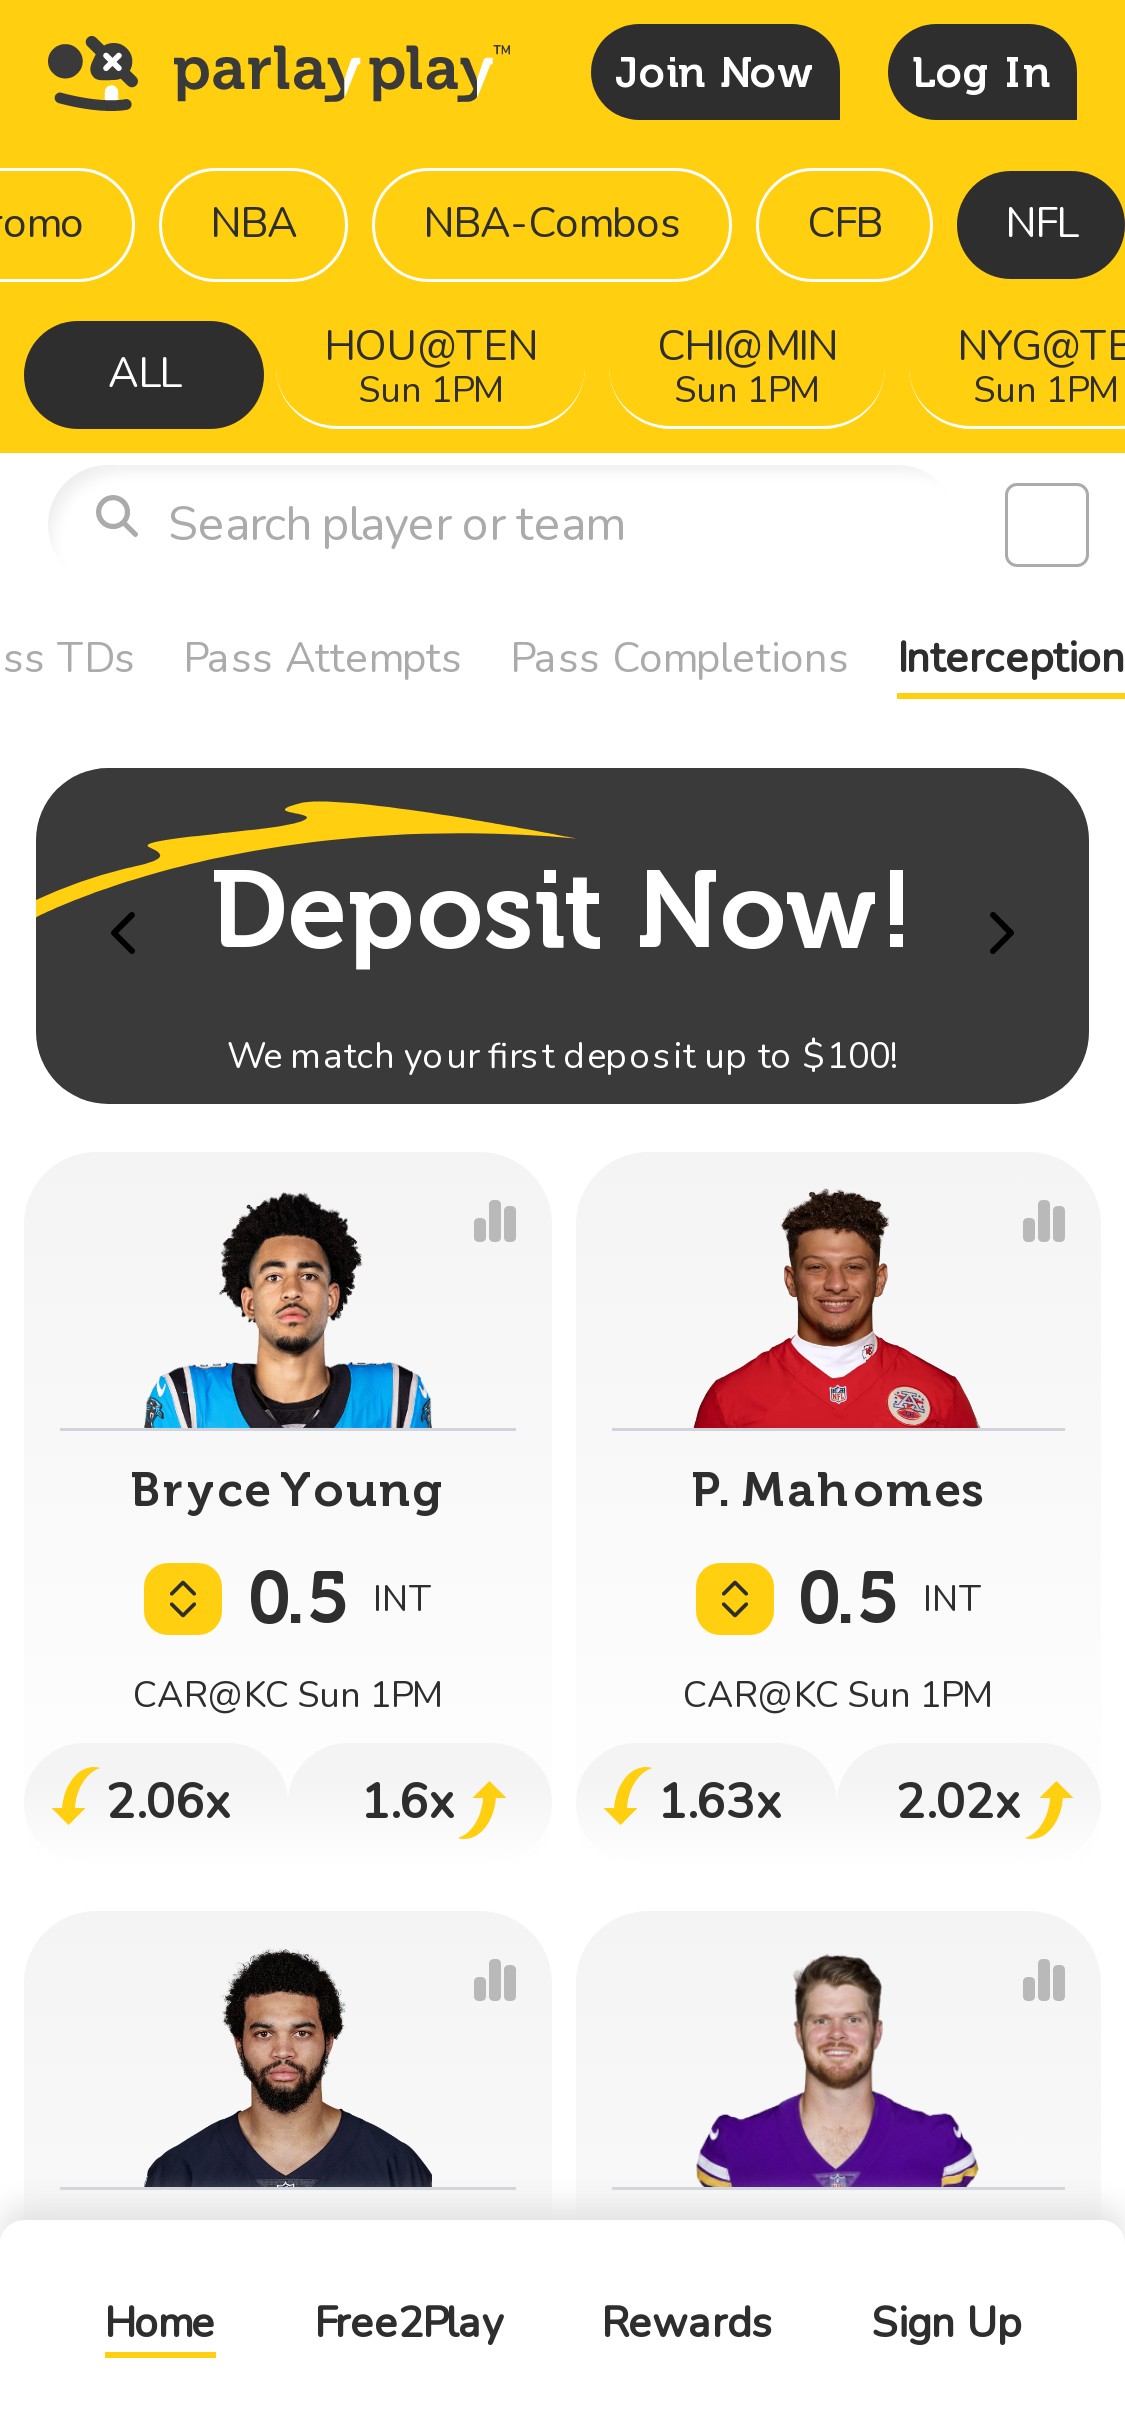 parlay play™
Join Now
Log In
romo
NBA
NBA-Combos
CFB
NFL
ALL
HOU@TEN
Sun 1PM
CHI@MIN
Sun 1PM
NYG@TE
Sun 1PM
Search player or team
ss TDs
Pass Attempts
Pass Completions
Interception
Deposit Now!
We match your first deposit up to $100!
Bryce Young
0.5 INT
CAR@KC Sun 1PM
2.06x
1.6x
P. Mahomes
0.5 INT
CAR@KC Sun 1PM
1.63x
2.02x
Home
Free2Play
Rewards
Sign Up